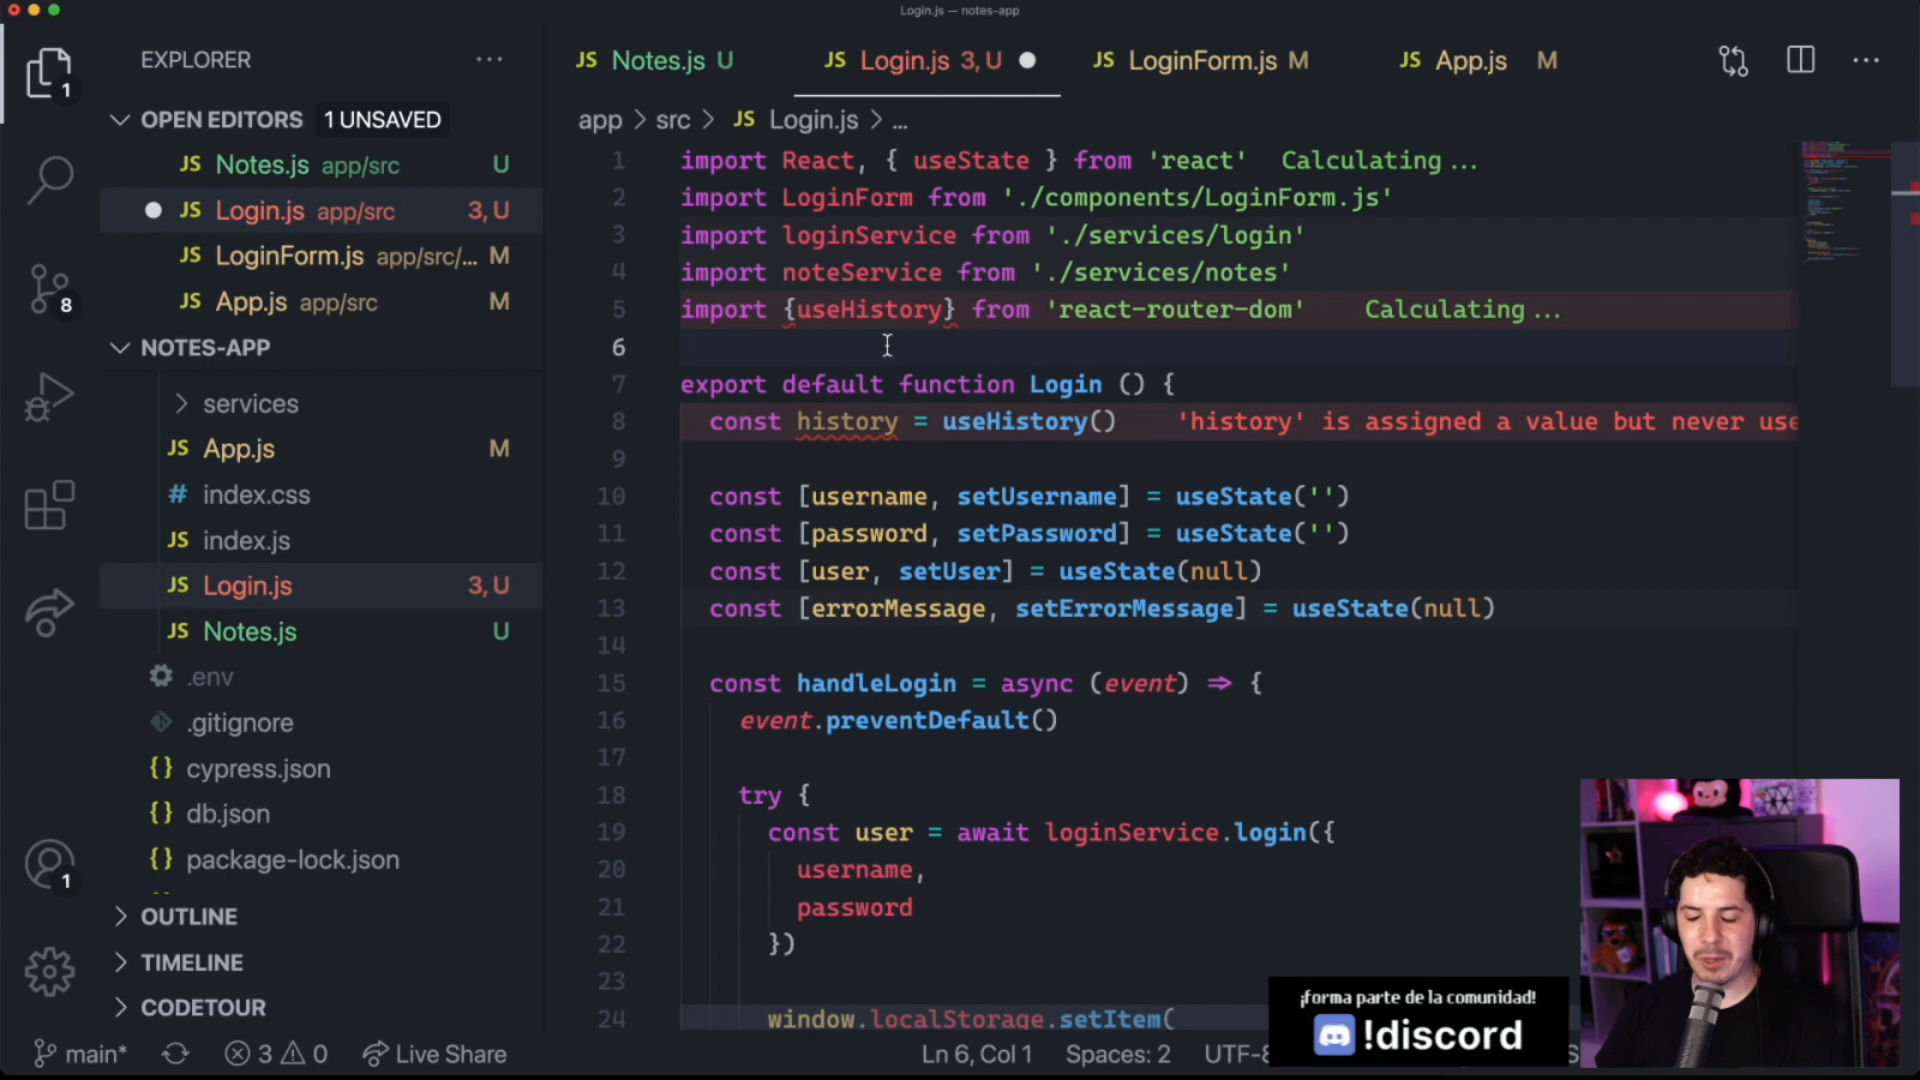 Login.js — notes-app
EXPLORER
1
OPEN EDITORS 1 UNSAVED
JS Notes.js app/src U
JS Login.js app/src 3, U
JS LoginForm.js app/src/... M
JS App.js app/src M
8
NOTES-APP
services
JS App.js M
# index.css
JS index.js
JS Login.js 3, U
JS Notes.js U
.env
.gitignore
{} cypress.json
{} db.json
{} package-lock.json
1
OUTLINE
TIMELINE
CODETOUR
JS Notes.js U JS Login.js 3, U JS LoginForm.js M JS App.js M
app > src > JS Login.js > ...
1 import React, { useState } from 'react' Calculating...
2 import LoginForm from './components/LoginForm.js'
3 import loginService from './services/login'
4 import noteService from './services/notes'
5 import {useHistory} from 'react-router-dom' Calculating...
6
7 export default function Login () {
8 const history = useHistory() 'history' is assigned a value but never use
9
10 const [username, setUsername] = useState('')
11 const [password, setPassword] = useState('')
12 const [user, setUser] = useState(null)
13 const [errorMessage, setErrorMessage] = useState(null)
14
15 const handleLogin = async (event) => {
16 event.preventDefault()
17
18 try {
19 const user = await loginService.login({
20 username,
21 password
22 })
23
24 window.localStorage.setItem(
¡forma parte de la comunidad!
!discord
main* 3 0 Live Share Ln 6, Col 1 Spaces: 2 UTF-8